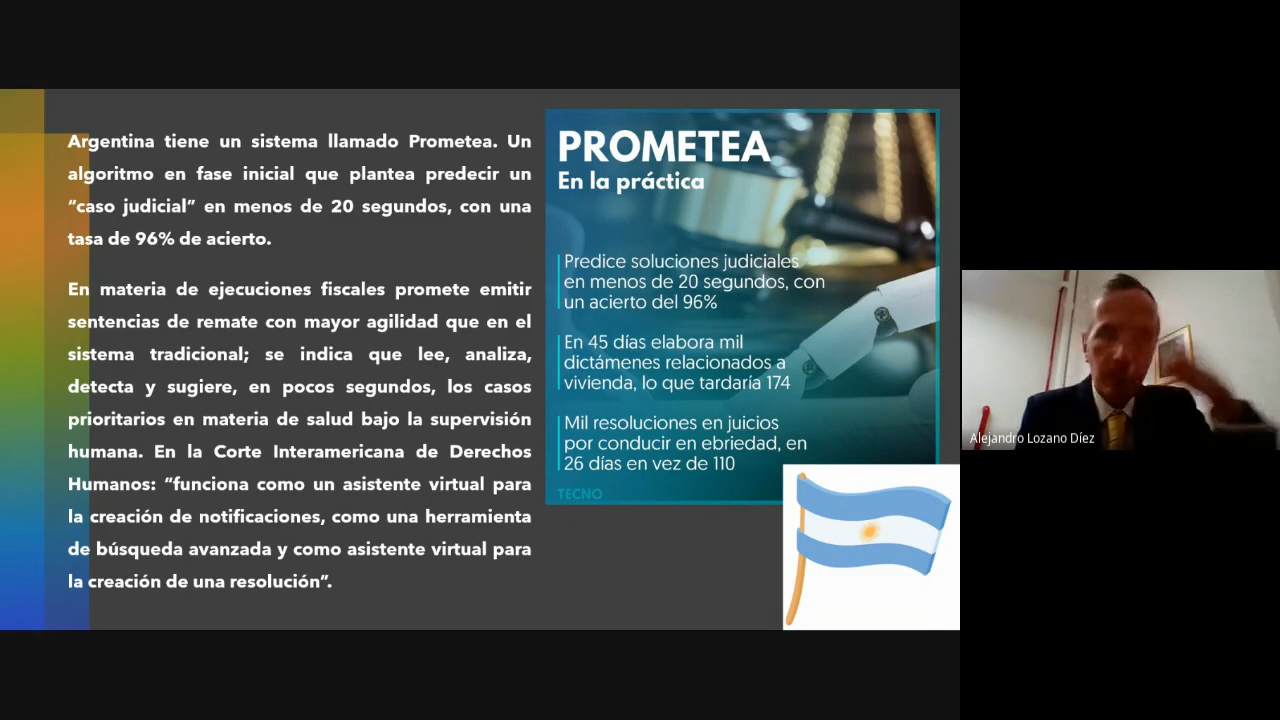 Argentina tiene un sistema llamado Prometea. Un
algoritmo en fase inicial que plantea predecir un
“caso judicial” en menos de 20 segundos, con una
tasa de 96% de acierto.
En materia de ejecuciones fiscales promete emitir
sentencias de remate con mayor agilidad que en el
sistema tradicional; se indica que lee, analiza,
detecta y sugiere, en pocos segundos, los casos
prioritarios en materia de salud bajo la supervisión
humana. En la Corte Interamericana de Derechos
Humanos: “funciona como un asistente virtual para
la creación de notificaciones, como una herramienta
de búsqueda avanzada y como asistente virtual para
la creación de una resolución”.
PROMETEA
En la práctica
Predice soluciones judiciales
en menos de 20 segundos, con
un acierto del 96%
En 45 días elabora mil
dictámenes relacionados a
vivienda, lo que tardaría 174
Mil resoluciones en juicios
por conducir en ebriedad, en
26 días en vez de 110
TECNO
Alejandro Lozano Díez